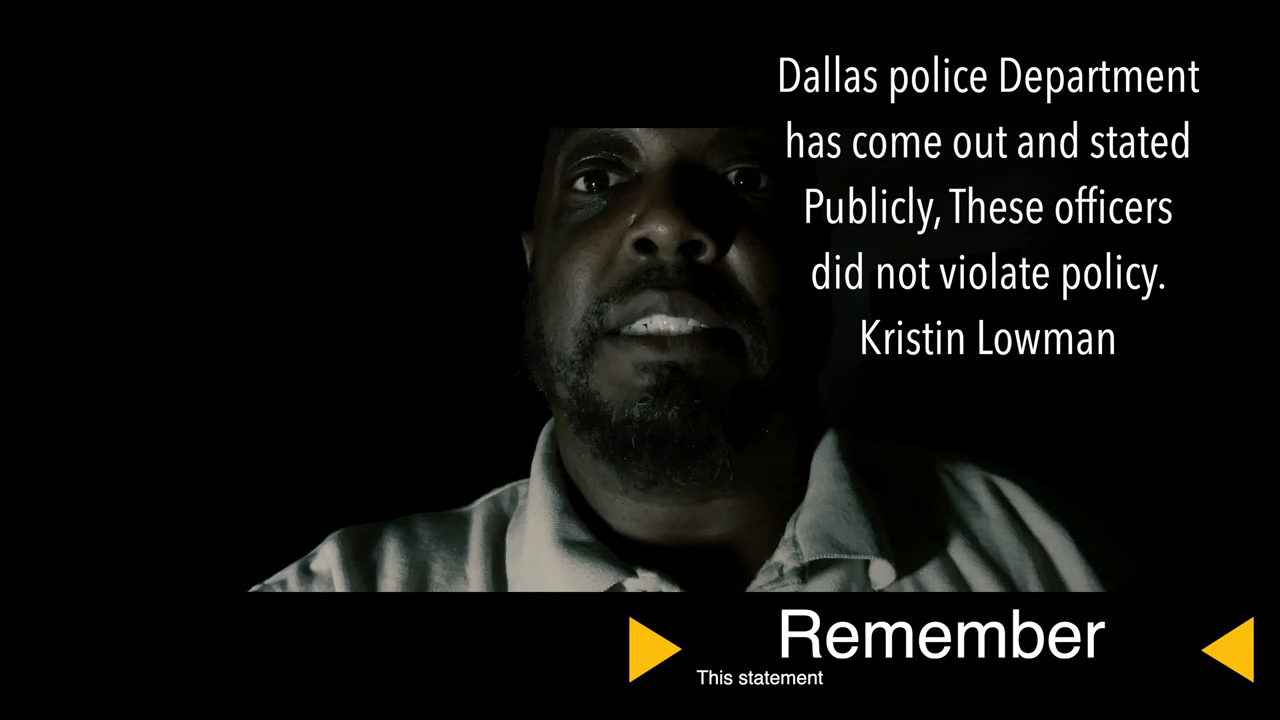 Dallas police Department
has come out and stated
Publicly, These officers
did not violate policy.
Kristin Lowman
Remember
This statement